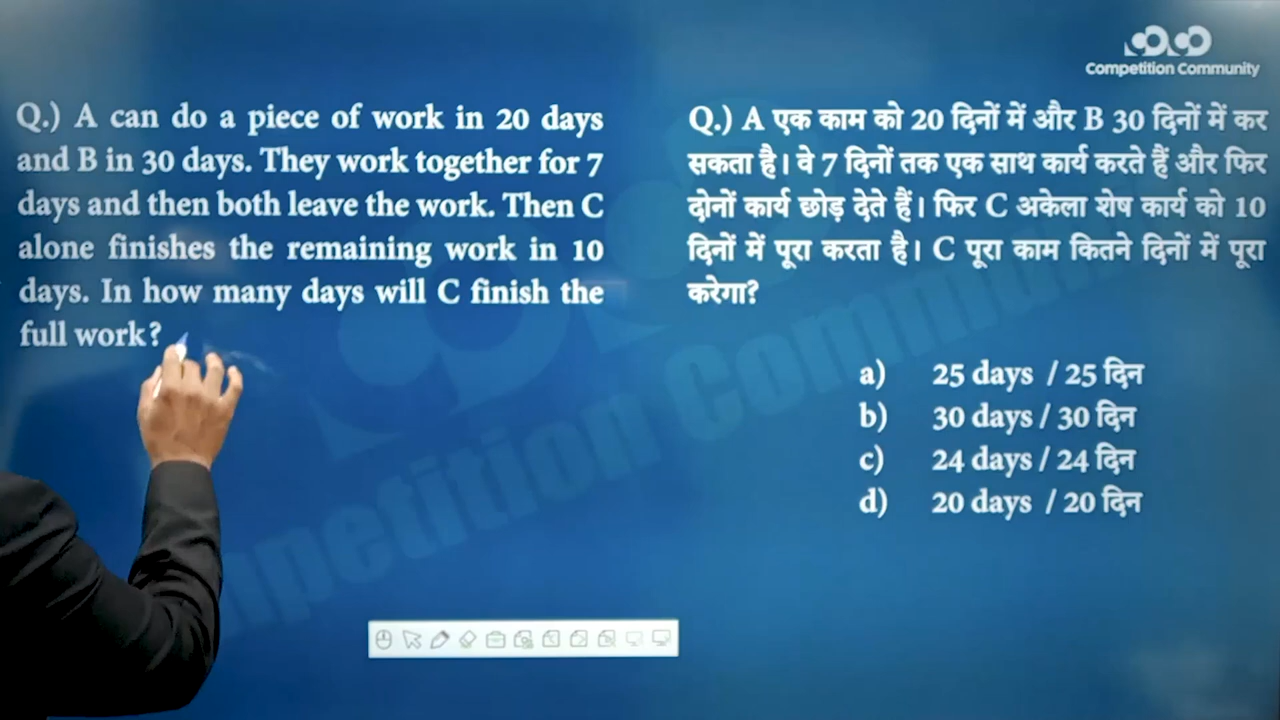 Competition Community
Q.) A can do a piece of work in 20 days
and B in 30 days. They work together for 7
days and then both leave the work. Then C
alone finishes the remaining work in 10
days. In how many days will C finish the
full work?
Q.) A एक काम को 20 दिनों में और B 30 दिनों में कर
सकता है। वे 7 दिनों तक एक साथ कार्य करते हैं और फिर
दोनों कार्य छोड़ देते हैं। फिर C अकेला शेष कार्य को 10
दिनों में पूरा करता है। C पूरा काम कितने दिनों में पूरा
करेगा?
a) 25 days / 25 दिन
b) 30 days / 30 दिन
c) 24 days / 24 दिन
d) 20 days / 20 दिन
Competition Community